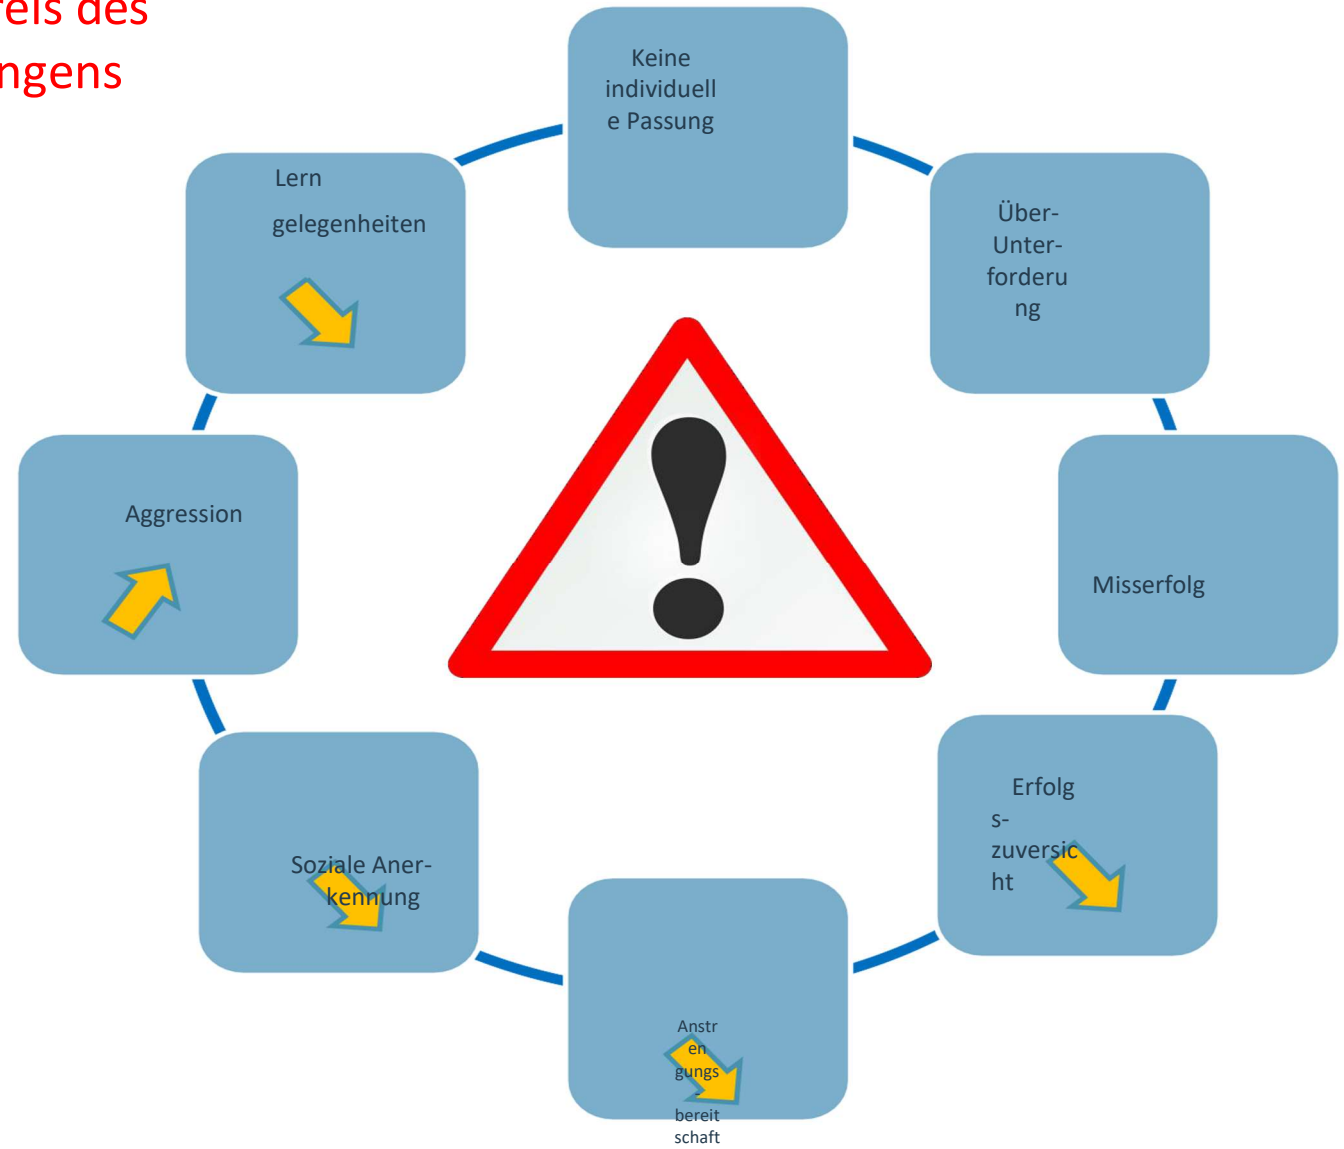 eis des
ngens
Keine
individuell
e Passung
Über-
Unter-
forderu
ng
Misserfolg
Erfolg
s-
zuversic
ht
Anstr
en
gungs
-
bereit
schaft
Soziale Aner-
kennung
Aggression
Lern
gelegenheiten